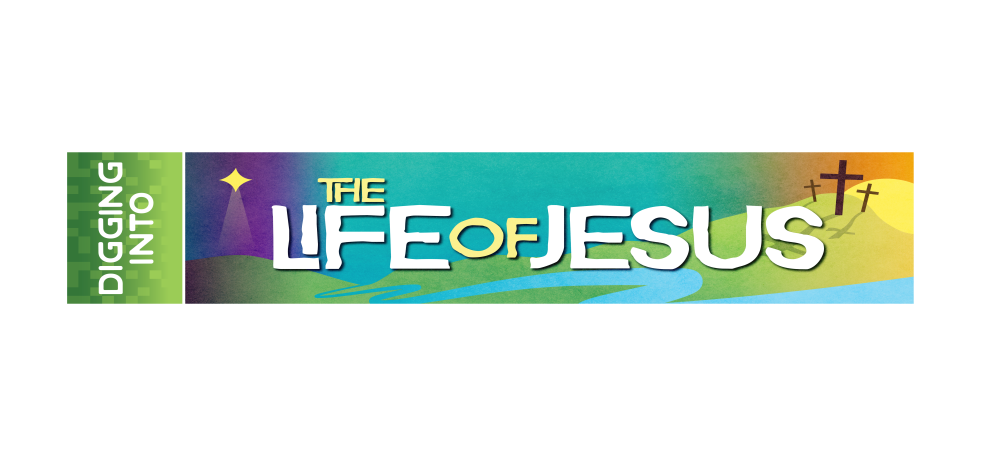 DIGGING
INTO
THE
LIFE OF JESUS